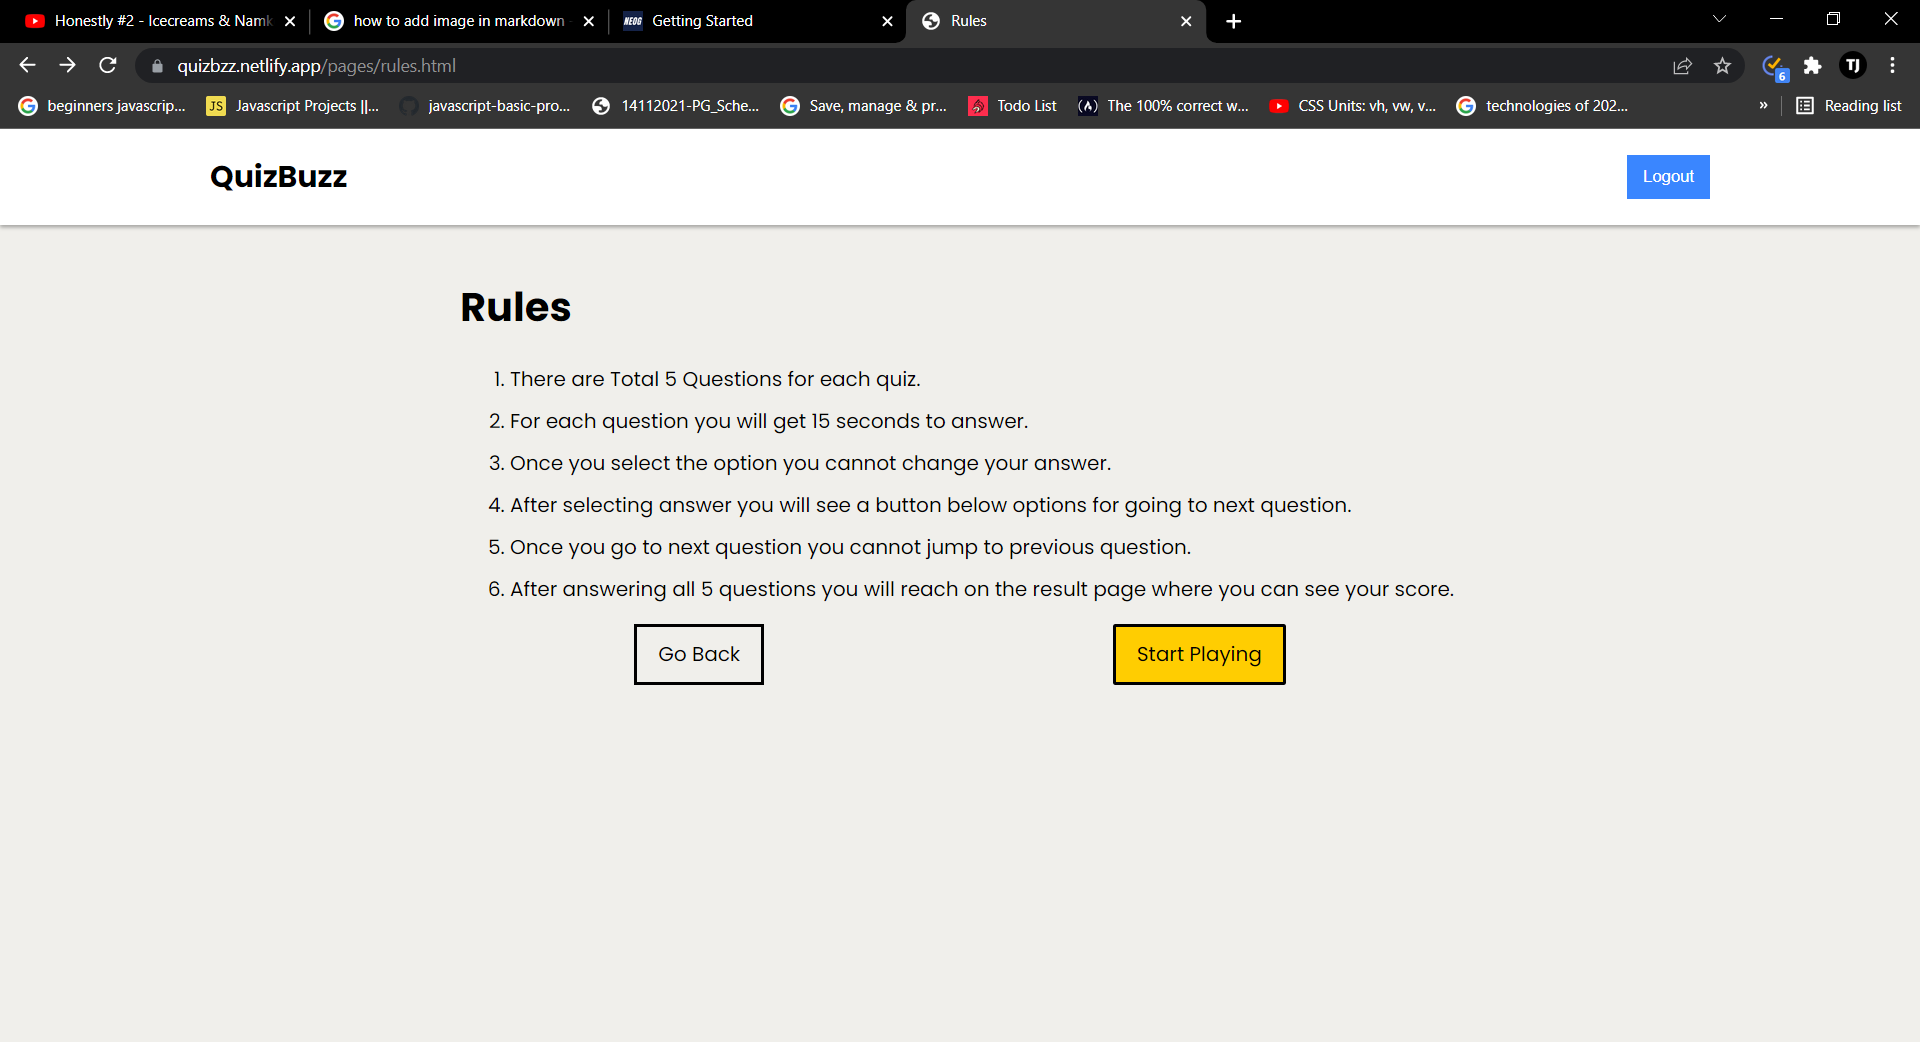 Honestly #2 - Icecreams & Namk
how to add image in markdown
NEOG Getting Started
Rules
quizbzz.netlify.app/pages/rules.html
6
TJ
beginners javascrip...
JS Javascript Projects ||...
javascript-basic-pro...
14112021-PG_Sche...
Save, manage & pr...
Todo List
The 100% correct w...
CSS Units: vh, vw, v...
technologies of 202...
»
Reading list
QuizBuzz
Logout
Rules
1. There are Total 5 Questions for each quiz.
2. For each question you will get 15 seconds to answer.
3. Once you select the option you cannot change your answer.
4. After selecting answer you will see a button below options for going to next question.
5. Once you go to next question you cannot jump to previous question.
6. After answering all 5 questions you will reach on the result page where you can see your score.
Go Back
Start Playing